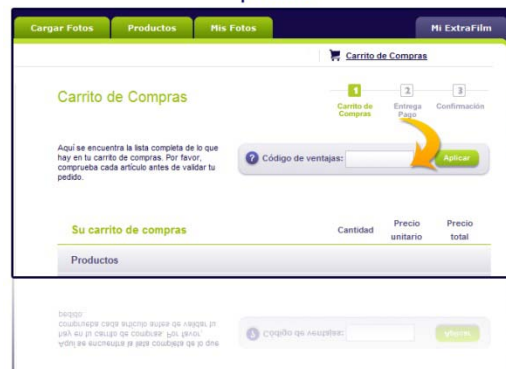 Cargar Fotos Productos Mis Fotos Mi ExtraFilm
Carrito de Compras
Carrito de Compras
1 2 3
Carrito de Compras Entrega Pago Confirmación
Aquí se encuentra la lista completa de lo que
hay en tu carrito de compras. Por favor,
comprueba cada artículo antes de validar tu
pedido.
Código de ventajas: Aplicar
Su carrito de compras Cantidad Precio unitario Precio total
Productos